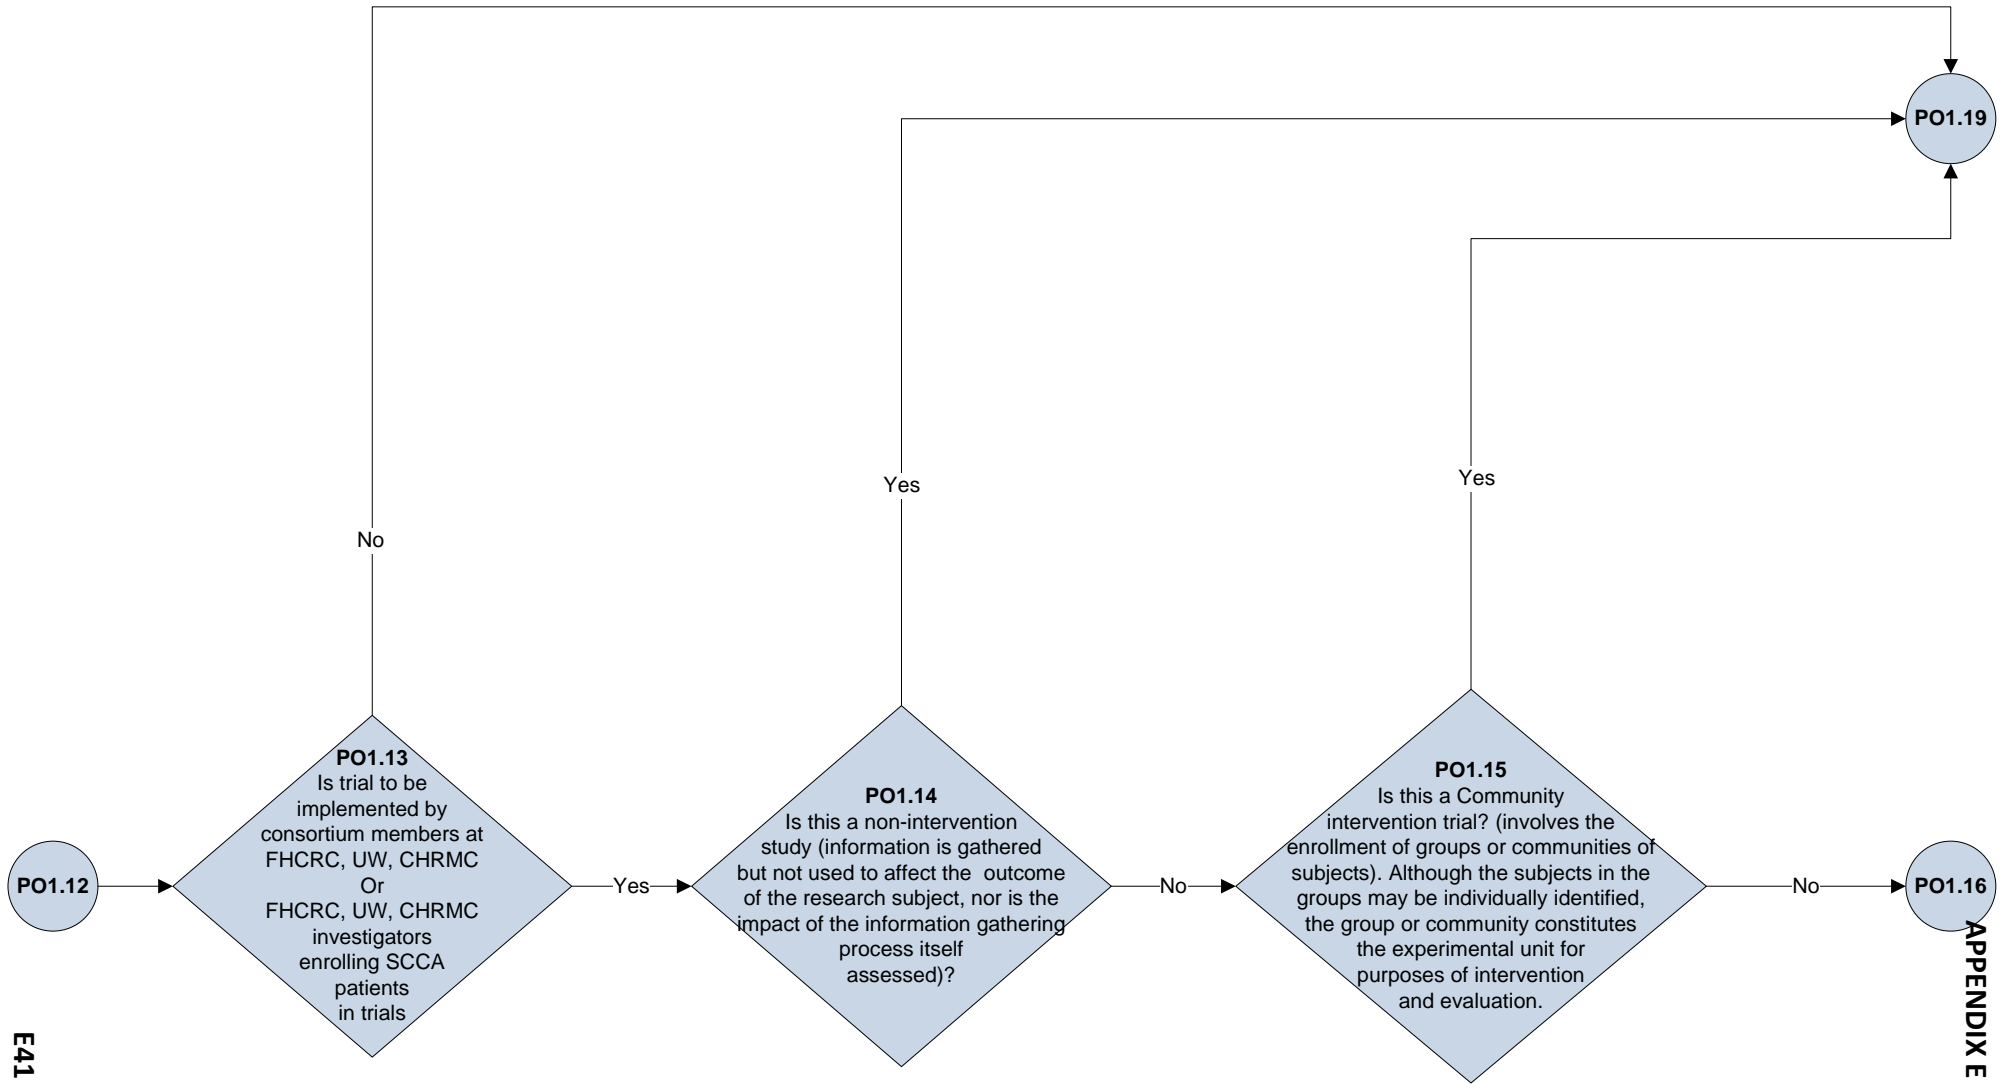 PO1.19
Yes
Yes
No
PO1.12
PO1.13
Is trial to be
implemented by
consortium members at
FHCRC, UW, CHRMC
Or
FHCRC, UW, CHRMC
investigators
enrolling SCCA
patients
in trials
Yes
PO1.14
Is this a non-intervention
study (information is gathered
but not used to affect the outcome
of the research subject, nor is the
impact of the information gathering
process itself
assessed)?
No
PO1.15
Is this a Community
intervention trial? (involves the
enrollment of groups or communities of
subjects). Although the subjects in the
groups may be individually identified,
the group or community constitutes
the experimental unit for
purposes of intervention
and evaluation.
No
PO1.16
APPENDIX E
E41